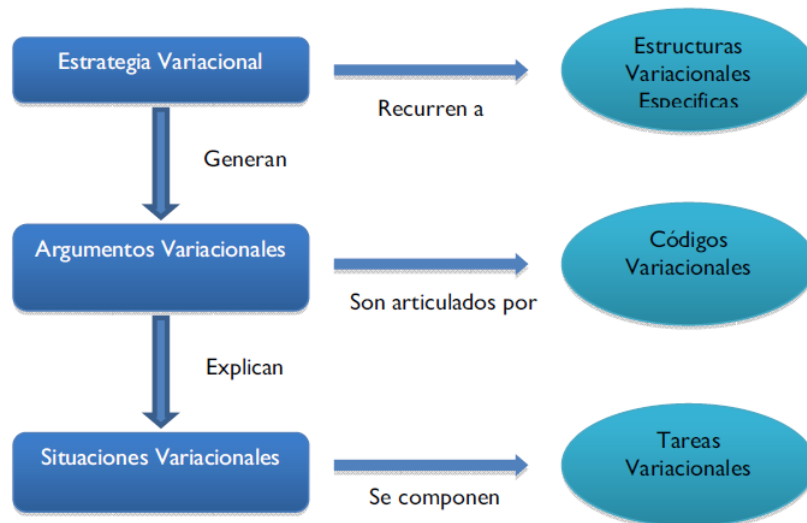 Estrategia Variacional
Recurren a
Estructuras
Variacionales
Especificas
Generan
Argumentos Variacionales
Son articulados por
Códigos
Variacionales
Explican
Situaciones Variacionales
Se componen
Tareas
Variacionales